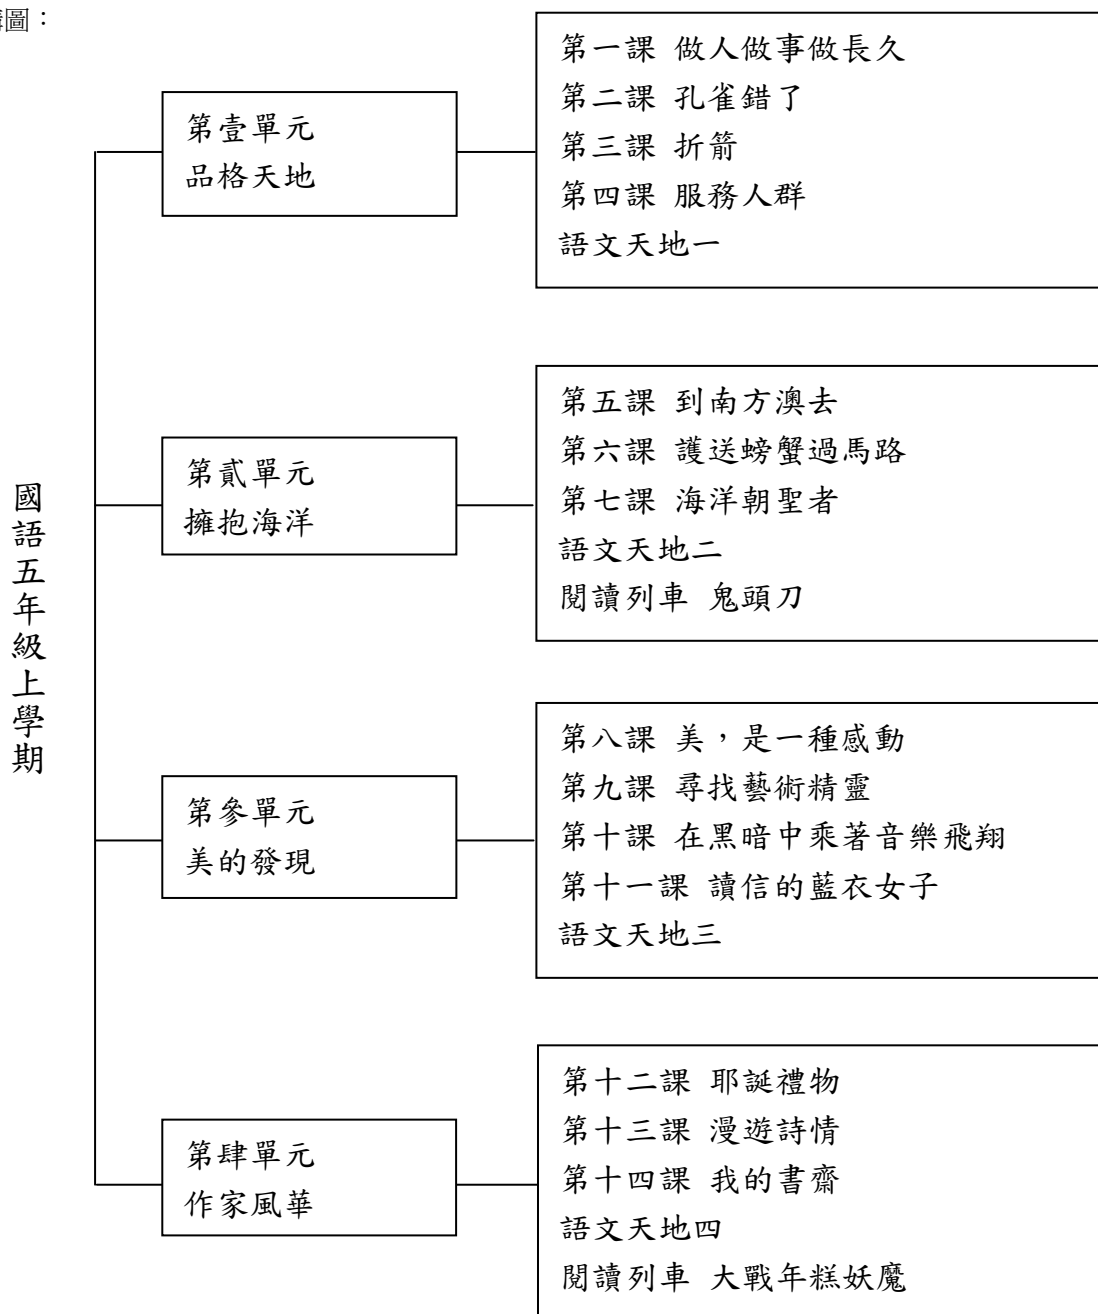 構圖：
國語五年級上學期
第壹單元
品格天地
第一課 做人做事做長久
第二課 孔雀錯了
第三課 折箭
第四課 服務人群
語文天地一
第貳單元
擁抱海洋
第五課 到南方澳去
第六課 護送螃蟹過馬路
第七課 海洋朝聖者
語文天地二
閱讀列車 鬼頭刀
第參單元
美的發現
第八課 美，是一種感動
第九課 尋找藝術精靈
第十課 在黑暗中乘著音樂飛翔
第十一課 讀信的藍衣女子
語文天地三
第肆單元
作家風華
第十二課 耶誕禮物
第十三課 漫遊詩情
第十四課 我的書齋
語文天地四
閱讀列車 大戰年糕妖魔